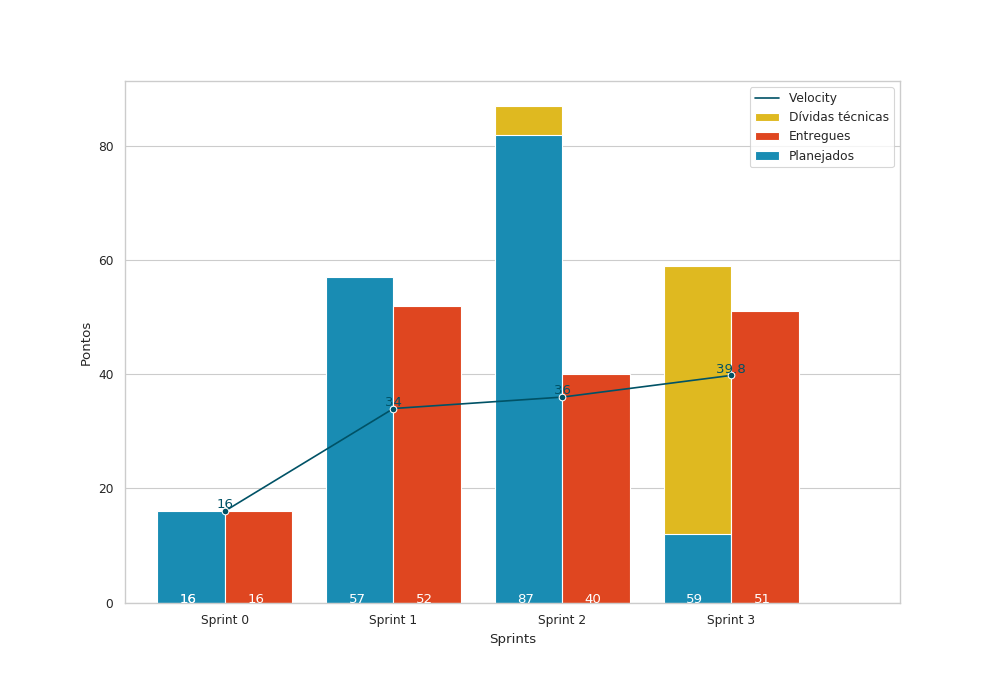 Velocity
Dívidas técnicas
Entregues
Planejados
80
60
40
20
0
Pontos
16
34
36
39.8
16
16
57
52
87
40
59
51
Sprint 0
Sprint 1
Sprint 2
Sprint 3
Sprints